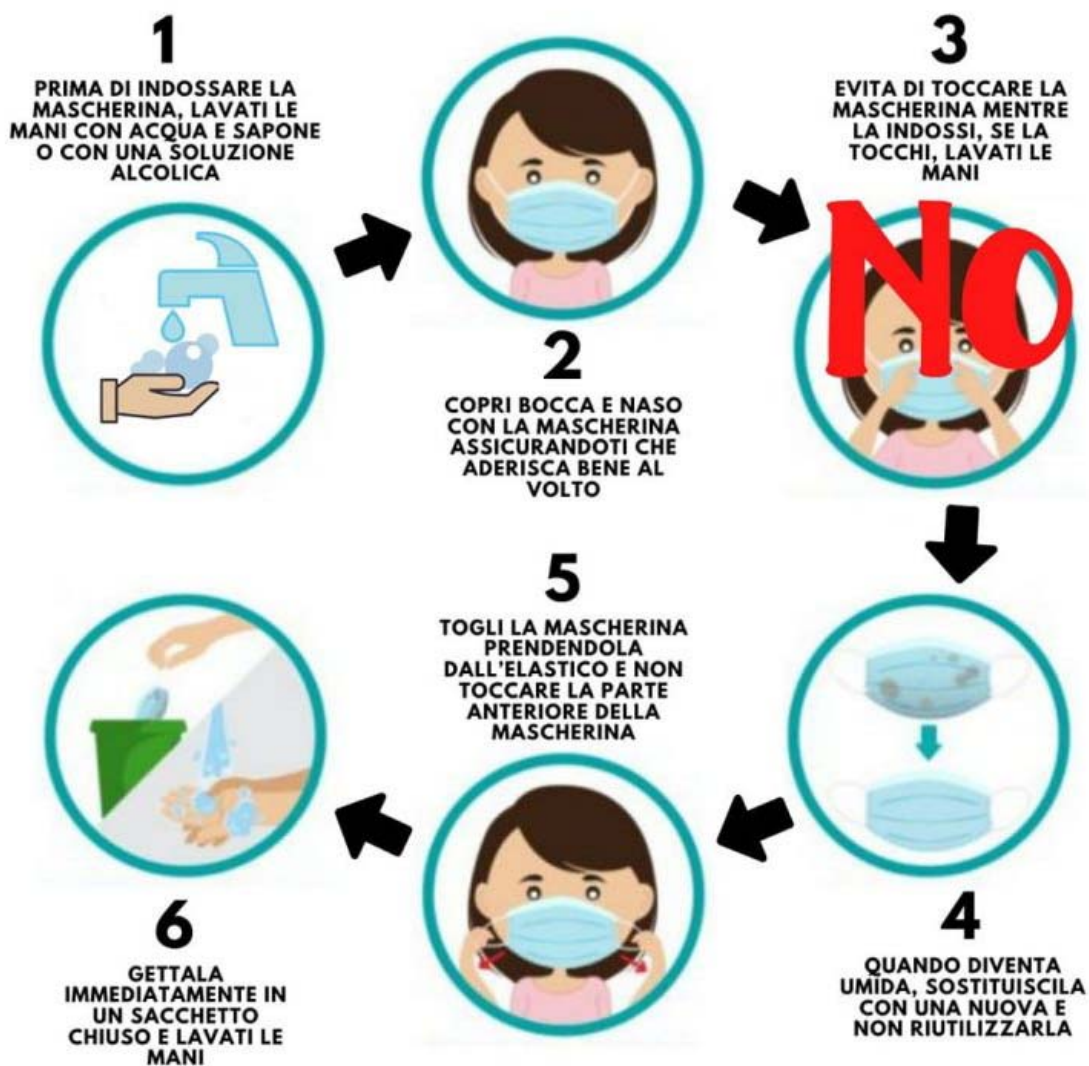 1
PRIMA DI INDOSSARE LA
MASCHERINA, LAVATI LE
MANI CON ACQUA E SAPONE
O CON UNA SOLUZIONE
ALCOLICA
2
COPRI BOCCA E NASO
CON LA MASCHERINA
ASSICURANDOTI CHE
ADERISCA BENE AL
VOLTO
3
EVITA DI TOCCARE LA
MASCHERINA MENTRE
LA INDOSSI, SE LA
TOCCHI, LAVATI LE
MANI
NO
4
QUANDO DIVENTA
UMIDA, SOSTITUISCILA
CON UNA NUOVA E
NON RIUTILIZZARLA
5
TOGLI LA MASCHERINA
PRENDENDOLA
DALL'ELASTICO E NON
TOCCARE LA PARTE
ANTERIORE DELLA
MASCHERINA
6
GETTALA
IMMEDIATAMENTE IN
UN SACCHETTO
CHIUSO E LAVATI LE
MANI